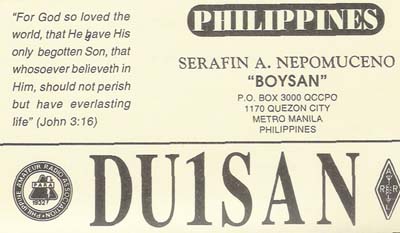 "For God so loved the
world, that He gave His
only begotten Son, that
whosoever believeth in
Him, should not perish
but have everlasting
life" (John 3:16)
PHILIPPINES
SERAFIN A. NEPOMUCENO
"BOYSAN"
P.O. BOX 3000 QCCPO
1170 QUEZON CITY
METRO MANILA
PHILIPPINES
PHILIPPINE AMATEUR RADIO ASSOCIATION
PARA
1932
DU1SAN
ARRL